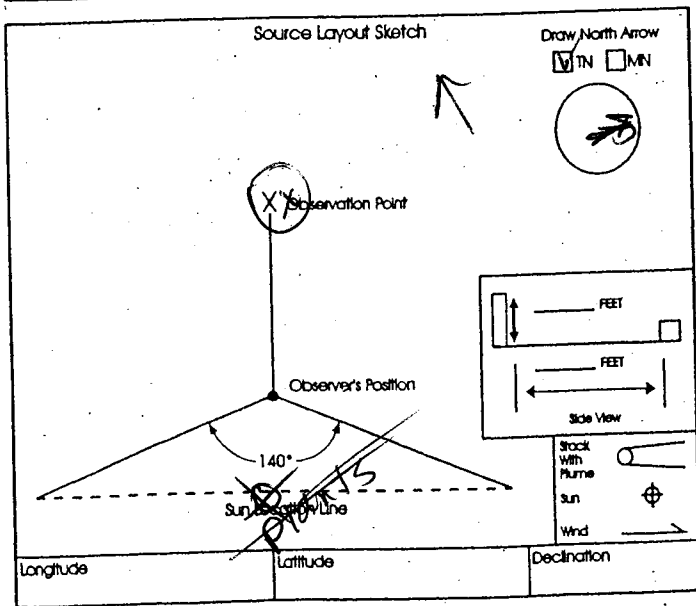 Source Layout Sketch
Draw North Arrow
TN MN
X Observation Point
FEET
FEET
Side View
Observer's Position
140°
Sun Location Line
Stack
With
Plume
Sun
Wind
Longitude
Latitude
Declination